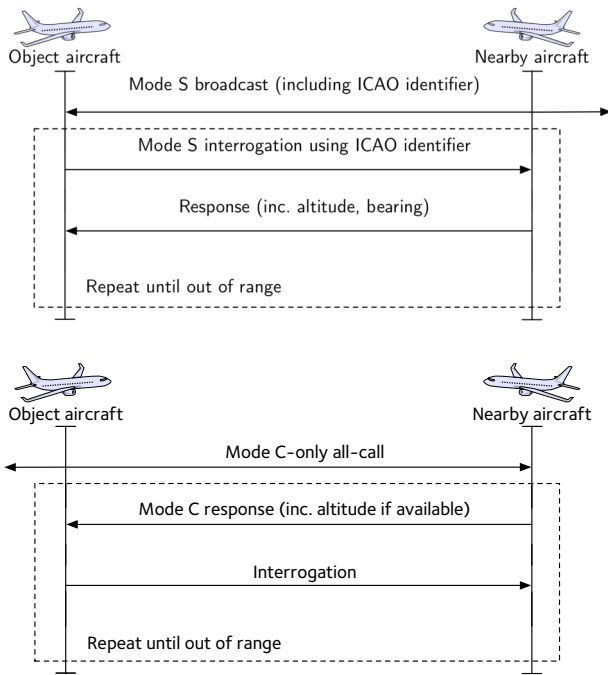 Object aircraft
Nearby aircraft
Mode S broadcast (including ICAO identifier)
Mode S interrogation using ICAO identifier
Response (inc. altitude, bearing)
Repeat until out of range
Object aircraft
Nearby aircraft
Mode C-only all-call
Mode C response (inc. altitude if available)
Interrogation
Repeat until out of range